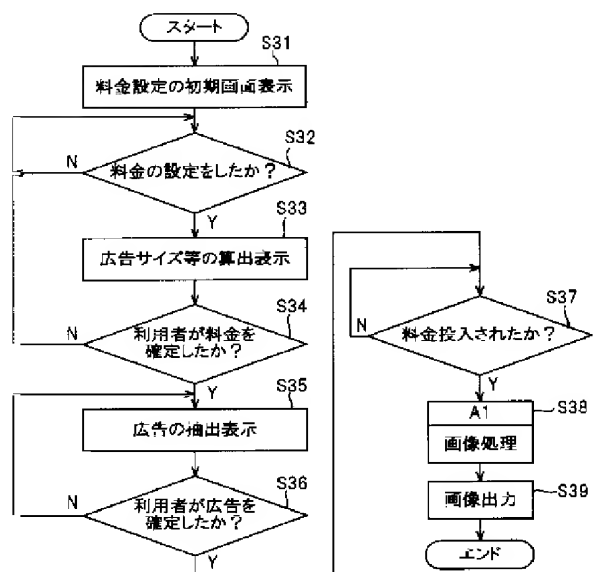 スタート
S31
料金設定の初期画面表示
S32
料金の設定をしたか?
N
Y
S33
広告サイズ等の算出表示
S34
利用者が料金を
確定したか?
N
Y
S35
広告の抽出表示
S36
利用者が広告を
確定したか?
N
Y
S37
料金投入されたか?
N
Y
S38
A1
画像処理
S39
画像出力
エンド